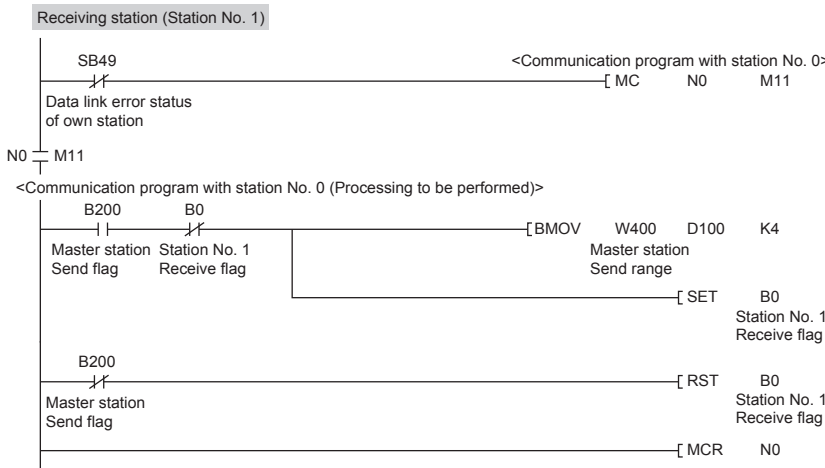 Receiving station (Station No. 1)
SB49
<Communication program with station No. 0>
MC N0 M11
Data link error status
of own station
N0 M11
<Communication program with station No. 0 (Processing to be performed)>
B200 B0
BMOV W400 D100 K4
Master station Station No. 1
Send flag Receive flag
Master station
Send range
SET B0
Station No. 1
Receive flag
B200
RST B0
Master station
Send flag
Station No. 1
Receive flag
MCR N0